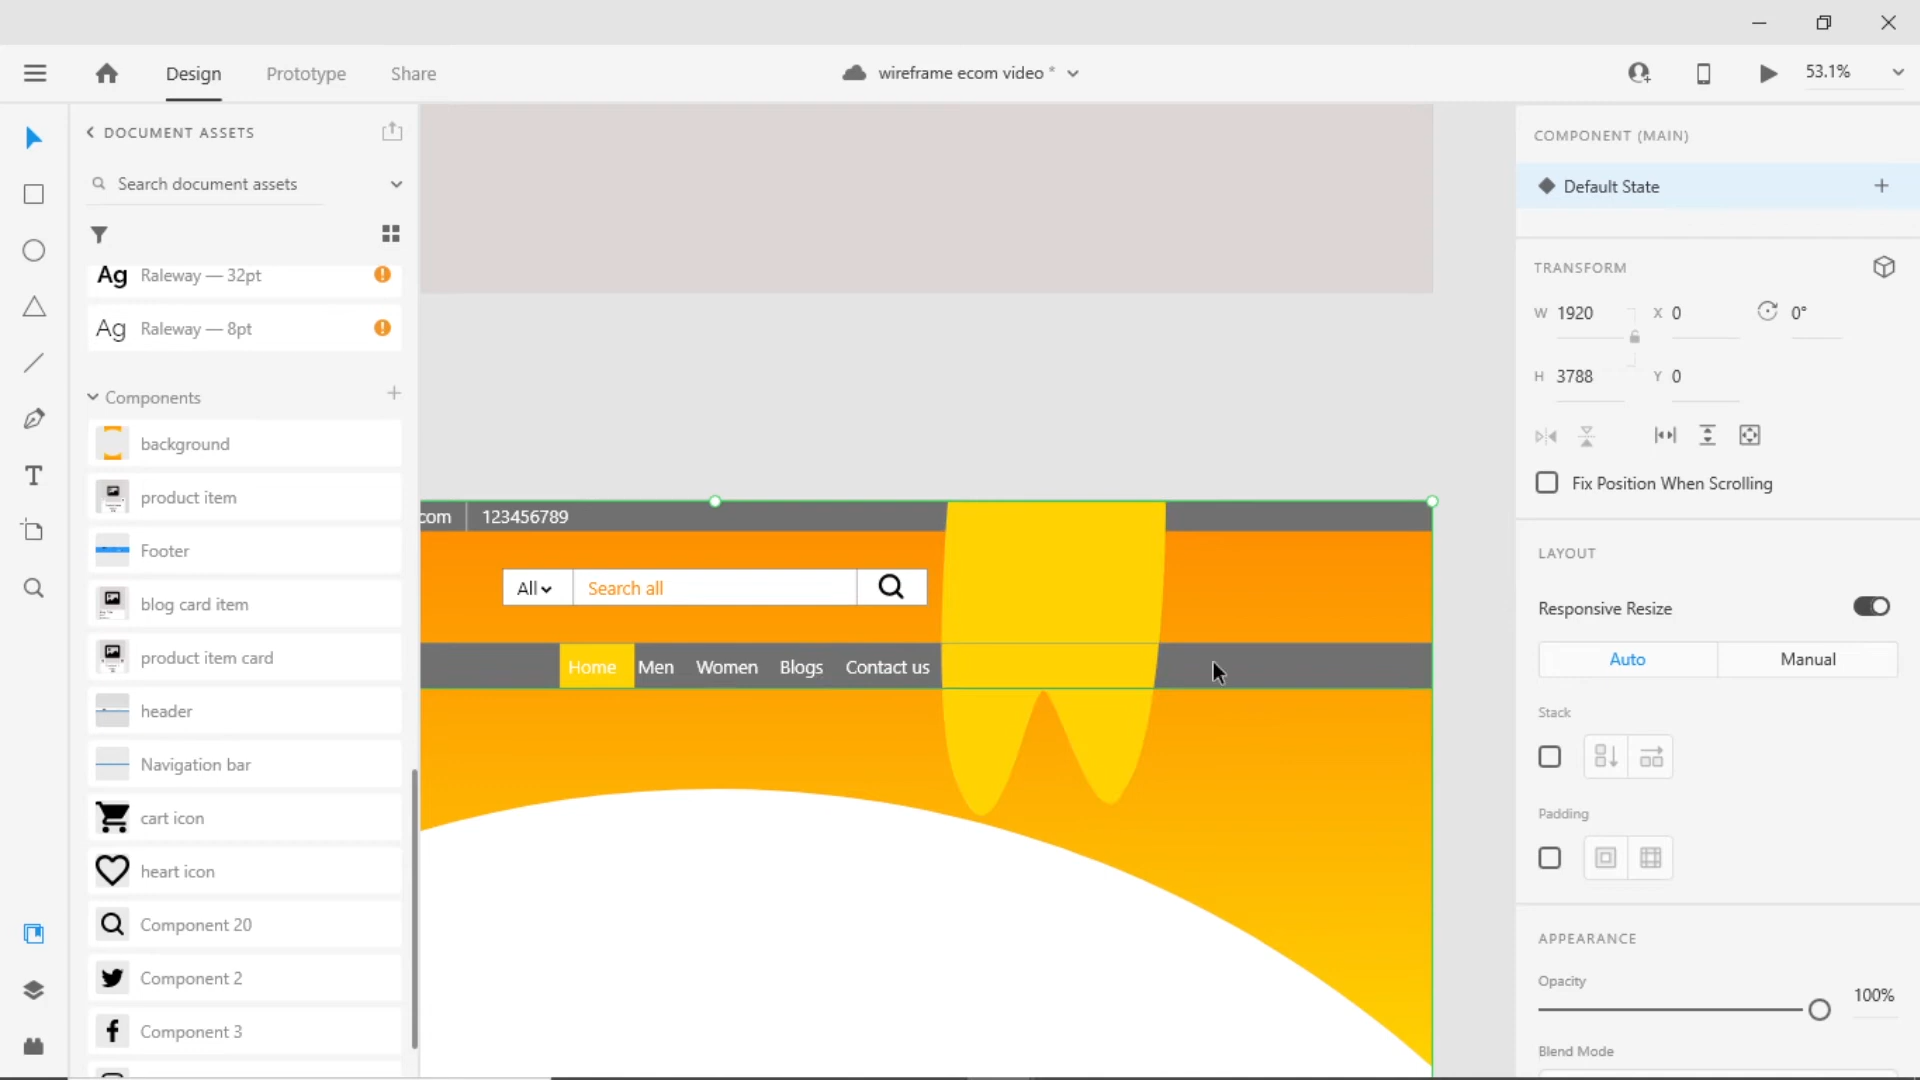 Design
Prototype
Share
wireframe ecom video *
53.1%
DOCUMENT ASSETS
Search document assets
Ag Raleway — 32pt
Ag Raleway — 8pt
Components
background
product item
Footer
blog card item
product item card
header
Navigation bar
cart icon
heart icon
Component 20
Component 2
Component 3
com 123456789
All Search all
Home Men Women Blogs Contact us
COMPONENT (MAIN)
Default State
TRANSFORM
W 1920 X 0 0°
H 3788 Y 0
Fix Position When Scrolling
LAYOUT
Responsive Resize
Auto Manual
Stack
Padding
APPEARANCE
Opacity
100%
Blend Mode